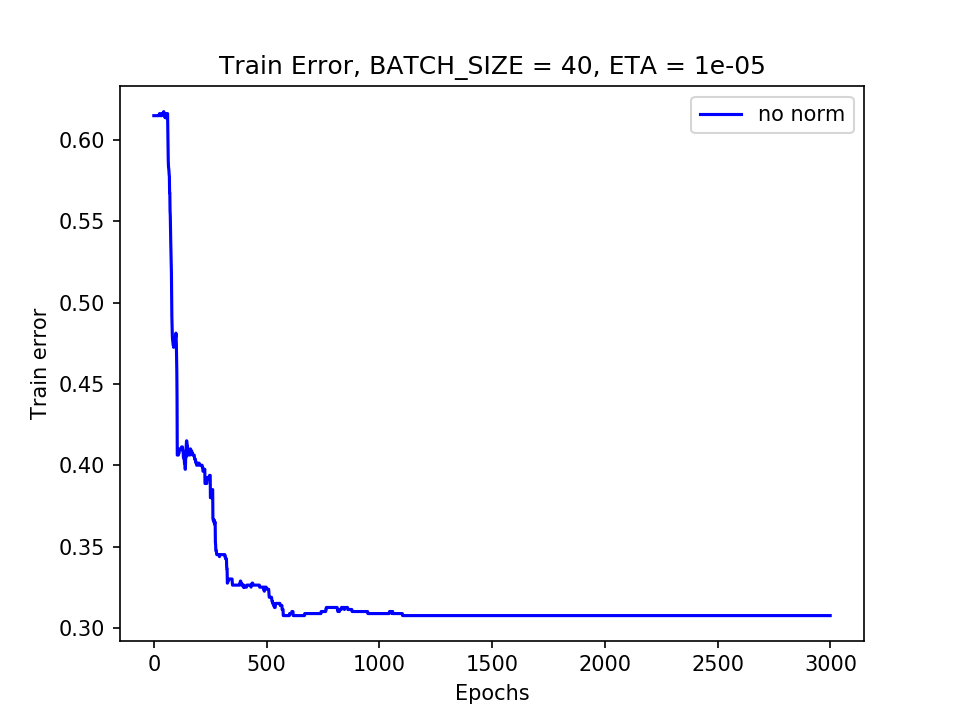 Train Error, BATCH_SIZE = 40, ETA = 1e-05
no norm
0.60
0.55
0.50
0.45
0.40
0.35
0.30
Train error
0 500 1000 1500 2000 2500 3000
Epochs